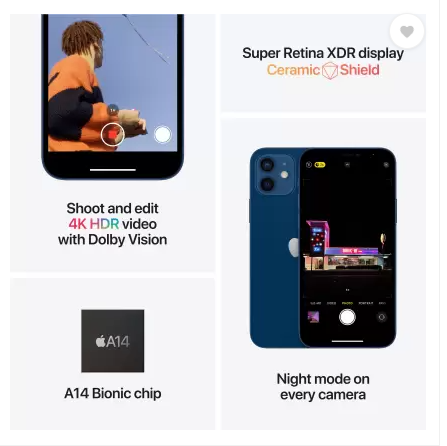 Super Retina XDR display
Ceramic Shield
Shoot and edit
4K HDR video
with Dolby Vision
A14
A14 Bionic chip
PHOTO
Night mode on
every camera